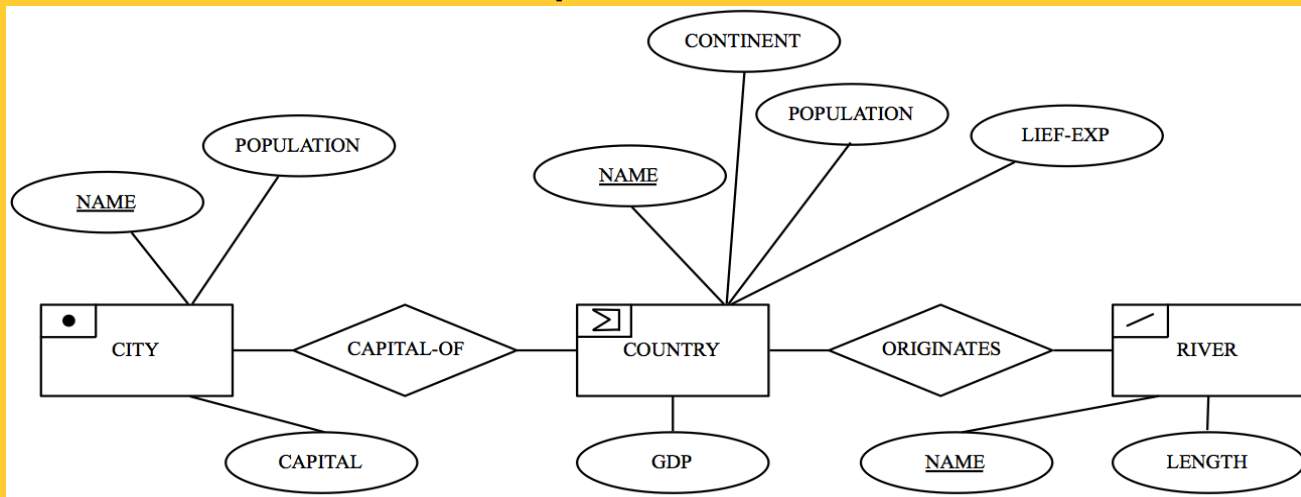 CONTINENT
POPULATION
LIEF-EXP
POPULATION
NAME
NAME
CITY
CAPITAL-OF
COUNTRY
ORIGINATES
RIVER
CAPITAL
GDP
NAME
LENGTH